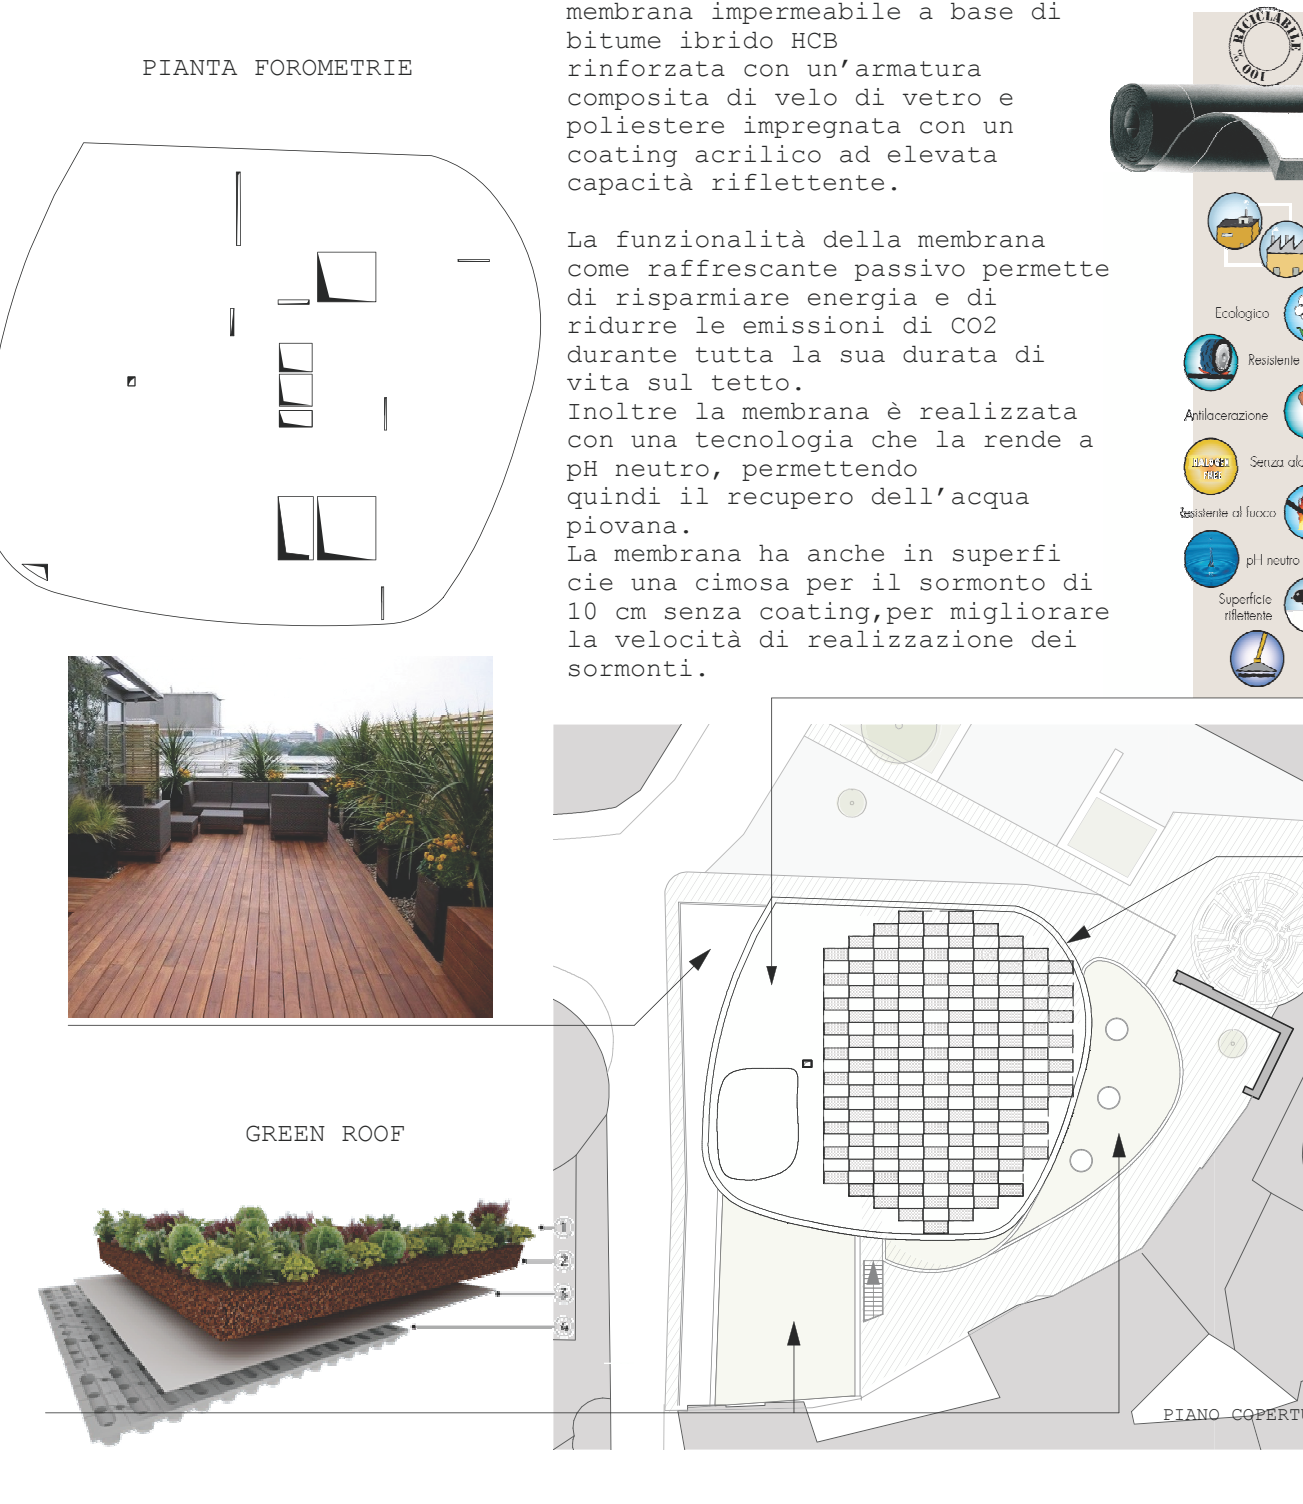 PIANTA FOROMETRIE
membrana impermeabile a base di
bitume ibrido HCB
rinforzata con un’armatura
composita di velo di vetro e
poliestere impregnata con un
coating acrilico ad elevata
capacità riflettente.
La funzionalità della membrana
come raffrescante passivo permette
di risparmiare energia e di
ridurre le emissioni di CO2
durante tutta la sua durata di
vita sul tetto.
Inoltre la membrana è realizzata
con una tecnologia che la rende a
pH neutro, permettendo
quindi il recupero dell’acqua
piovana.
La membrana ha anche in superfi
cie una cimosa per il sormonto di
10 cm senza coating,per migliorare
la velocità di realizzazione dei
sormonti.
RICICLABILE
100 %
Ecologico
Resistente
Antilacerazione
HALOGEN
FREE
Senza alo
Resistente al fuoco
pH neutro
Superficie
riflettente
GREEN ROOF
1
2
3
4
PIANO COPERTU